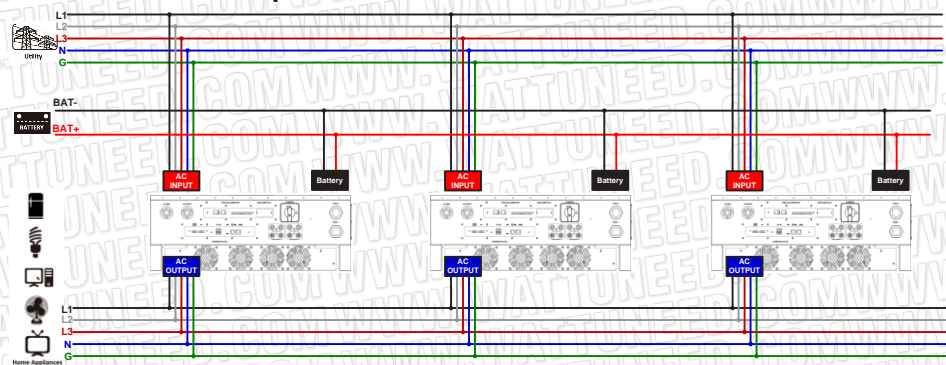 L1
L2
L3
N
G
Utility
BAT-
BATTERY
BAT+
AC INPUT
Battery
AC INPUT
Battery
AC INPUT
Battery
AC OUTPUT
AC OUTPUT
AC OUTPUT
L1
L2
L3
N
G
Home Appliances
WWW.WATTUNEED.COM